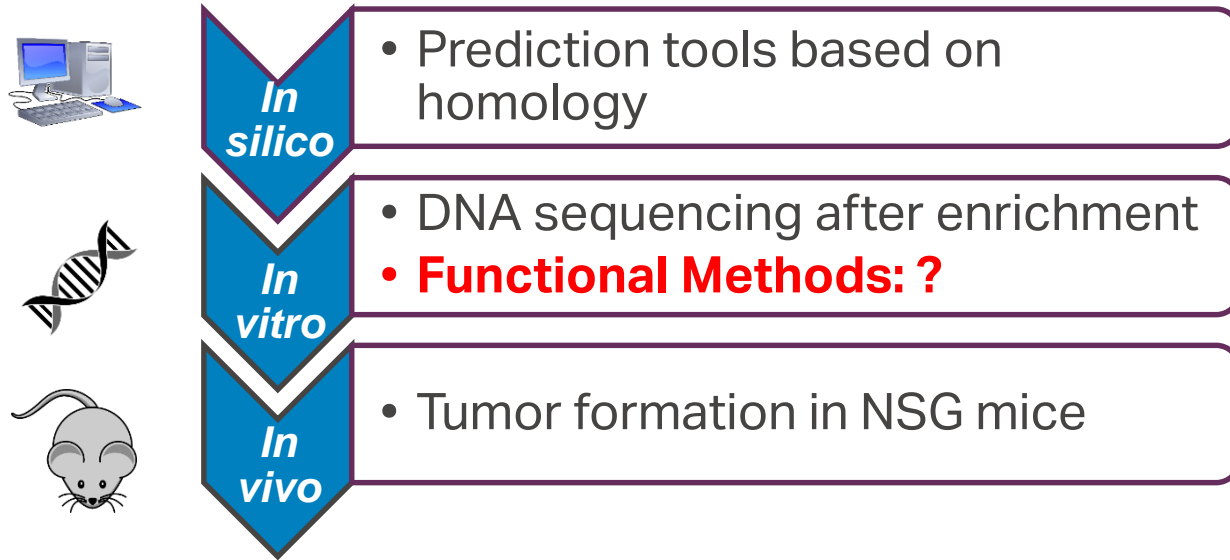 In
silico
• Prediction tools based on
homology
In
vitro
• DNA sequencing after enrichment
• Functional Methods: ?
In
vivo
• Tumor formation in NSG mice